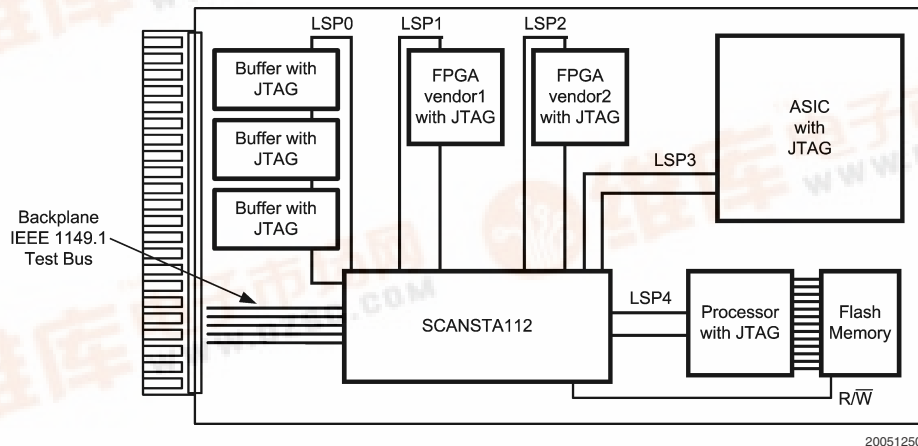 LSP0
LSP1
LSP2
Buffer with
JTAG
Buffer with
JTAG
Buffer with
JTAG
FPGA
vendor1
with JTAG
FPGA
vendor2
with JTAG
ASIC
with
JTAG
LSP3
Backplane
IEEE 1149.1
Test Bus
SCANSTA112
LSP4
Processor
with JTAG
Flash
Memory
R/W̅
20051250